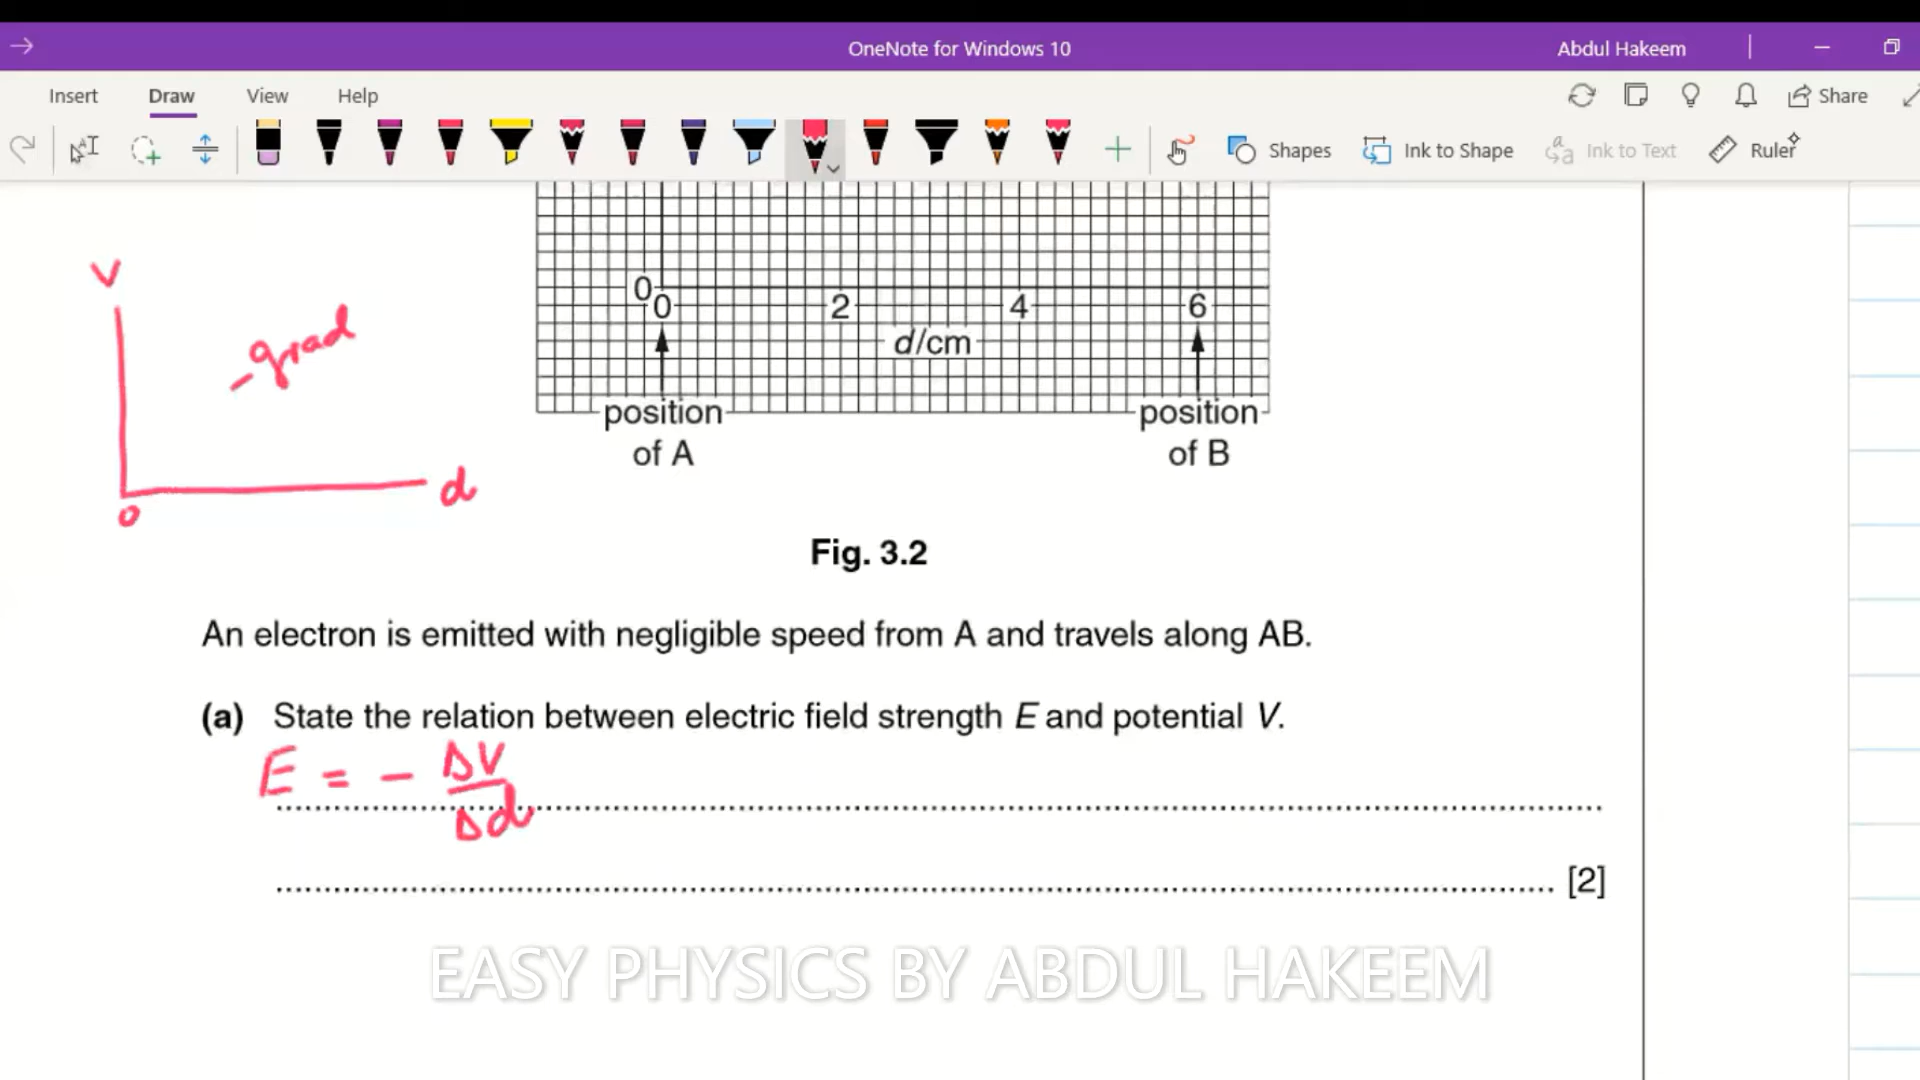 OneNote for Windows 10
Abdul Hakeem
Insert Draw View Help
Share
Shapes Ink to Shape Ink to Text Ruler
V
-grad
d
0
0
0 2 4 6
d/cm
position of A
position of B
Fig. 3.2
An electron is emitted with negligible speed from A and travels along AB.
(a) State the relation between electric field strength E and potential V.
E = - ΔV
Δd
[2]
EASY PHYSICS BY ABDUL HAKEEM